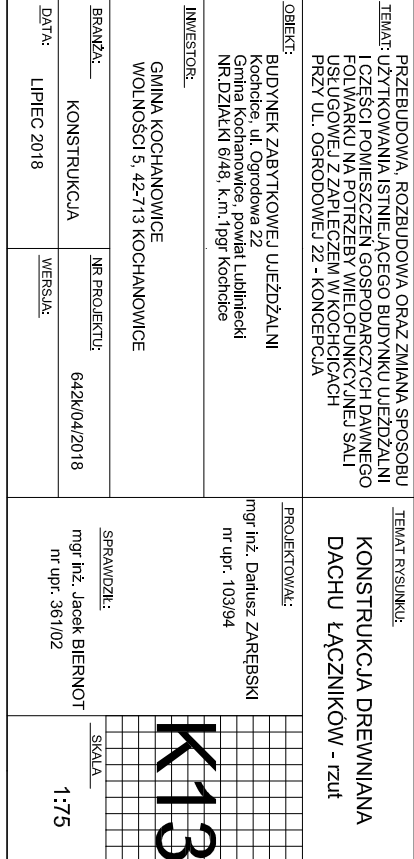 TEMAT:
PRZEBUDOWA, ROZBUDOWA ORAZ ZMIANA SPOSOBU
UŻYTKOWANIA ISTNIEJĄCEGO BUDYNKU UJEŻDŻALNI
I CZĘŚCI POMIESZCZEŃ GOSPODARCZYCH DAWNEGO
FOLWARKU NA POTRZEBY WIELOFUNKCYJNEJ SALI
USŁUGOWEJ Z ZAPLECZEM W KOCHCICACH
PRZY UL. OGRODOWEJ 22 - KONCEPCJA
OBIEKT:
BUDYNEK ZABYTKOWEJ UJEŻDŻALNI
Kochcice, ul. Ogrodowa 22
Gmina Kochanowice, powiat Lubliniecki
NR.DZIAŁKI 6/48, k.m.1pgr Kochcice
INWESTOR:
GMINA KOCHANOWICE
WOLNOŚCI 5, 42-713 KOCHANOWICE
BRANŻA:
KONSTRUKCJA
NR PROJEKTU:
642k/04/2018
DATA:
LIPIEC 2018
WERSJA:
TEMAT RYSUNKU:
KONSTRUKCJA DREWNIANA
DACHU ŁĄCZNIKÓW - rzut
PROJEKTOWAŁ:
mgr inż. Dariusz ZARĘBSKI
nr upr. 103/94
SPRAWDZIŁ:
mgr inż. Jacek BIERNOT
nr upr. 361/02
K13
SKALA
1:75